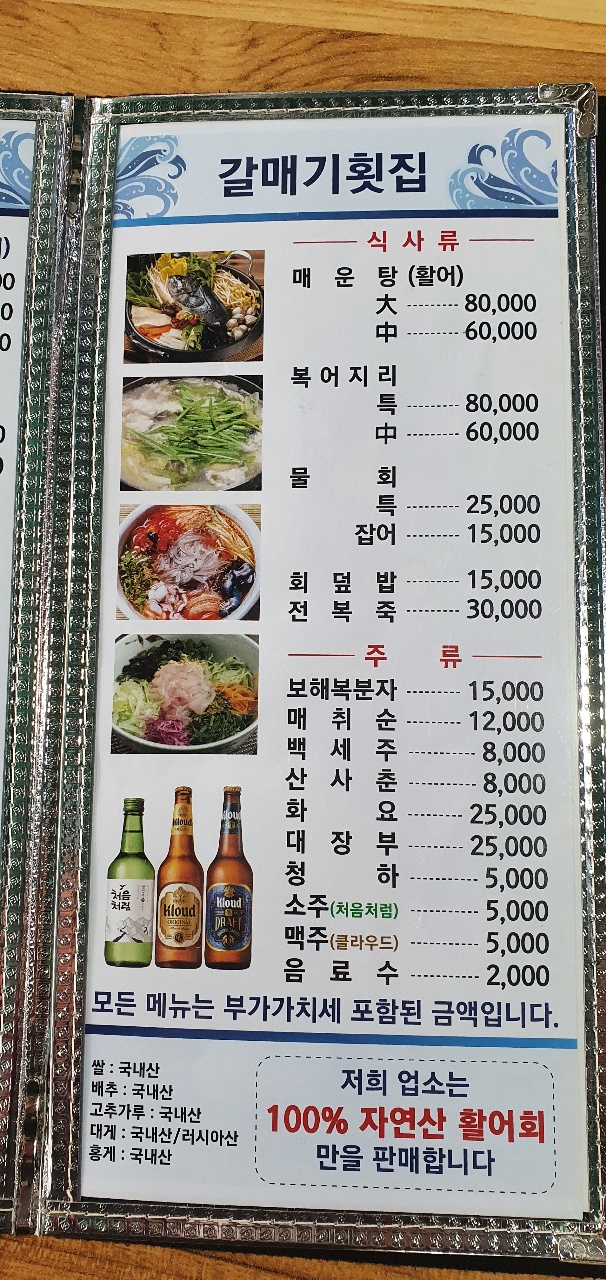 갈매기횟집
식사류
매운탕 (활어)
大 80,000
中 60,000
복어지리
특 80,000
中 60,000
물회
특 25,000
잡어 15,000
회덮밥 15,000
전복죽 30,000
주류
보해복분자 15,000
매취순 12,000
백세주 8,000
산사춘 8,000
화요 25,000
대장부 25,000
청하 5,000
소주(처음처럼) 5,000
맥주(클라우드) 5,000
음료수 2,000
처음
처럼
Kloud
ORIGINAL
Kloud
DRAFT
모든 메뉴는 부가가치세 포함된 금액입니다.
쌀 : 국내산
배추 : 국내산
고추가루 : 국내산
대게 : 국내산/러시아산
홍게 : 국내산
저희 업소는
100% 자연산 활어회
만을 판매합니다